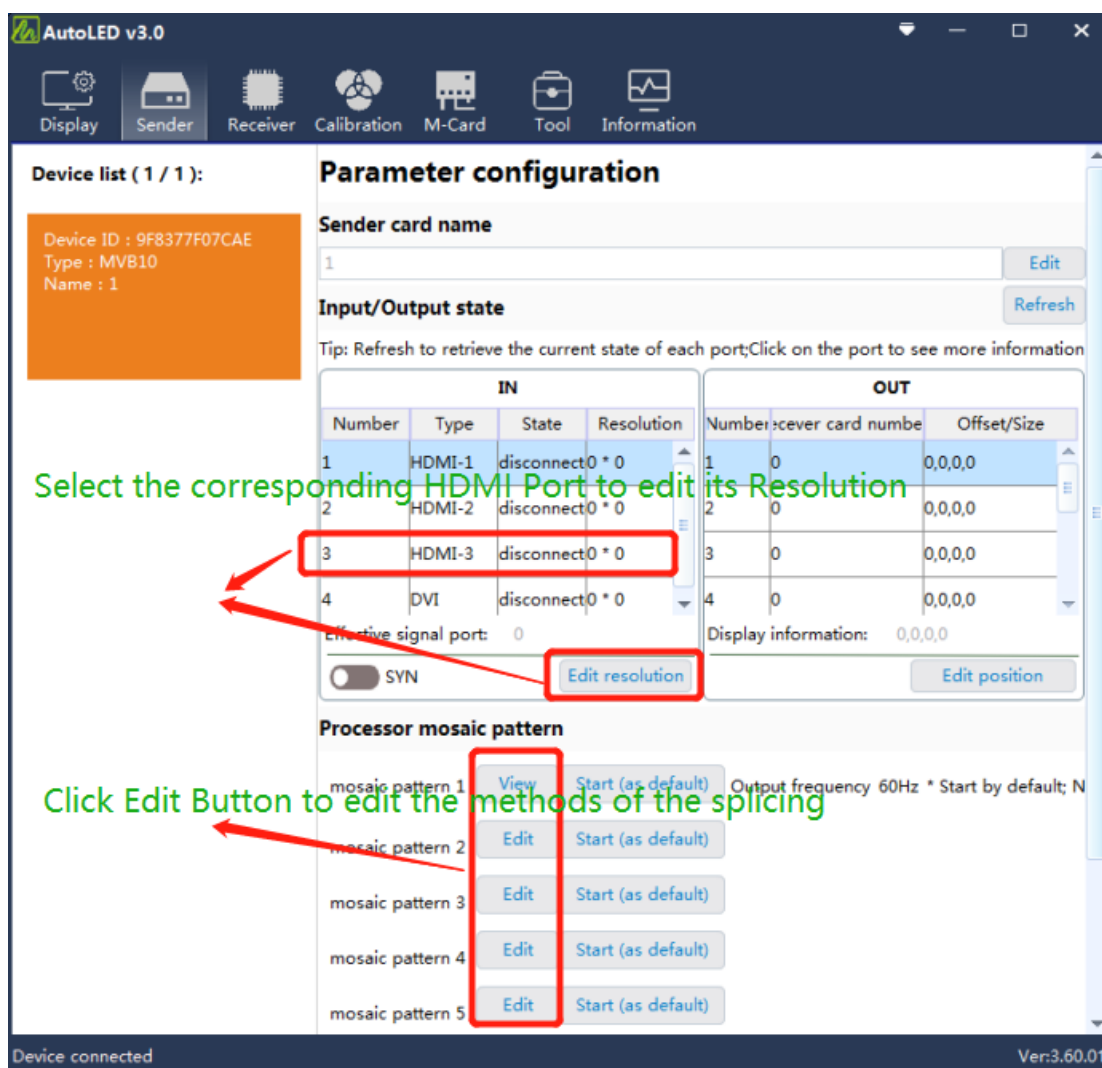 AutoLED v3.0
Display Sender Receiver Calibration M-Card Tool Information
Device list ( 1 / 1 ):
Device ID : 9F8377F07CAE
Type : MVB10
Name : 1
Parameter configuration
Sender card name
1 Edit
Input/Output state Refresh
Tip: Refresh to retrieve the current state of each port;Click on the port to see more information
IN OUT
Number Type State Resolution Number ecever card numbe Offset/Size
1 HDMI-1 disconnect 0 * 0 1 0 0,0,0,0
Select the corresponding HDMI Port to edit its Resolution
2 HDMI-2 disconnect 0 * 0 2 0 0,0,0,0
3 HDMI-3 disconnect 0 * 0 3 0 0,0,0,0
4 DVI disconnect 0 * 0 4 0 0,0,0,0
Effective signal port: 0 Display information: 0,0,0,0
SYN Edit resolution Edit position
Processor mosaic pattern
mosaic pattern 1 View Start (as default) Output frequency 60Hz * Start by default; N
Click Edit Button to edit the methods of the splicing
mosaic pattern 2 Edit Start (as default)
mosaic pattern 3 Edit Start (as default)
mosaic pattern 4 Edit Start (as default)
mosaic pattern 5 Edit Start (as default)
Device connected Ver:3.60.01